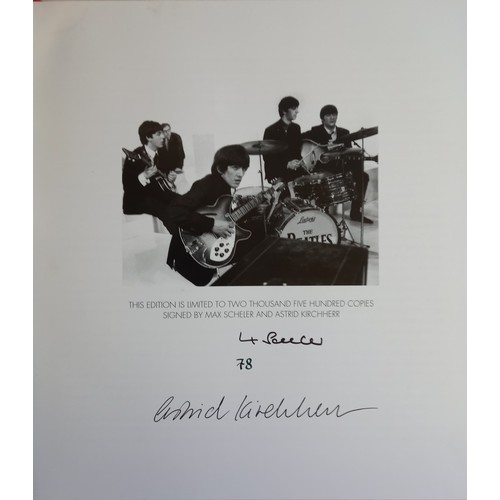 Ludwig
THE
BEATLES
THIS EDITION IS LIMITED TO TWO THOUSAND FIVE HUNDRED COPIES
SIGNED BY MAX SCHELER AND ASTRID KIRCHHERR
78
Astrid Kirchherr